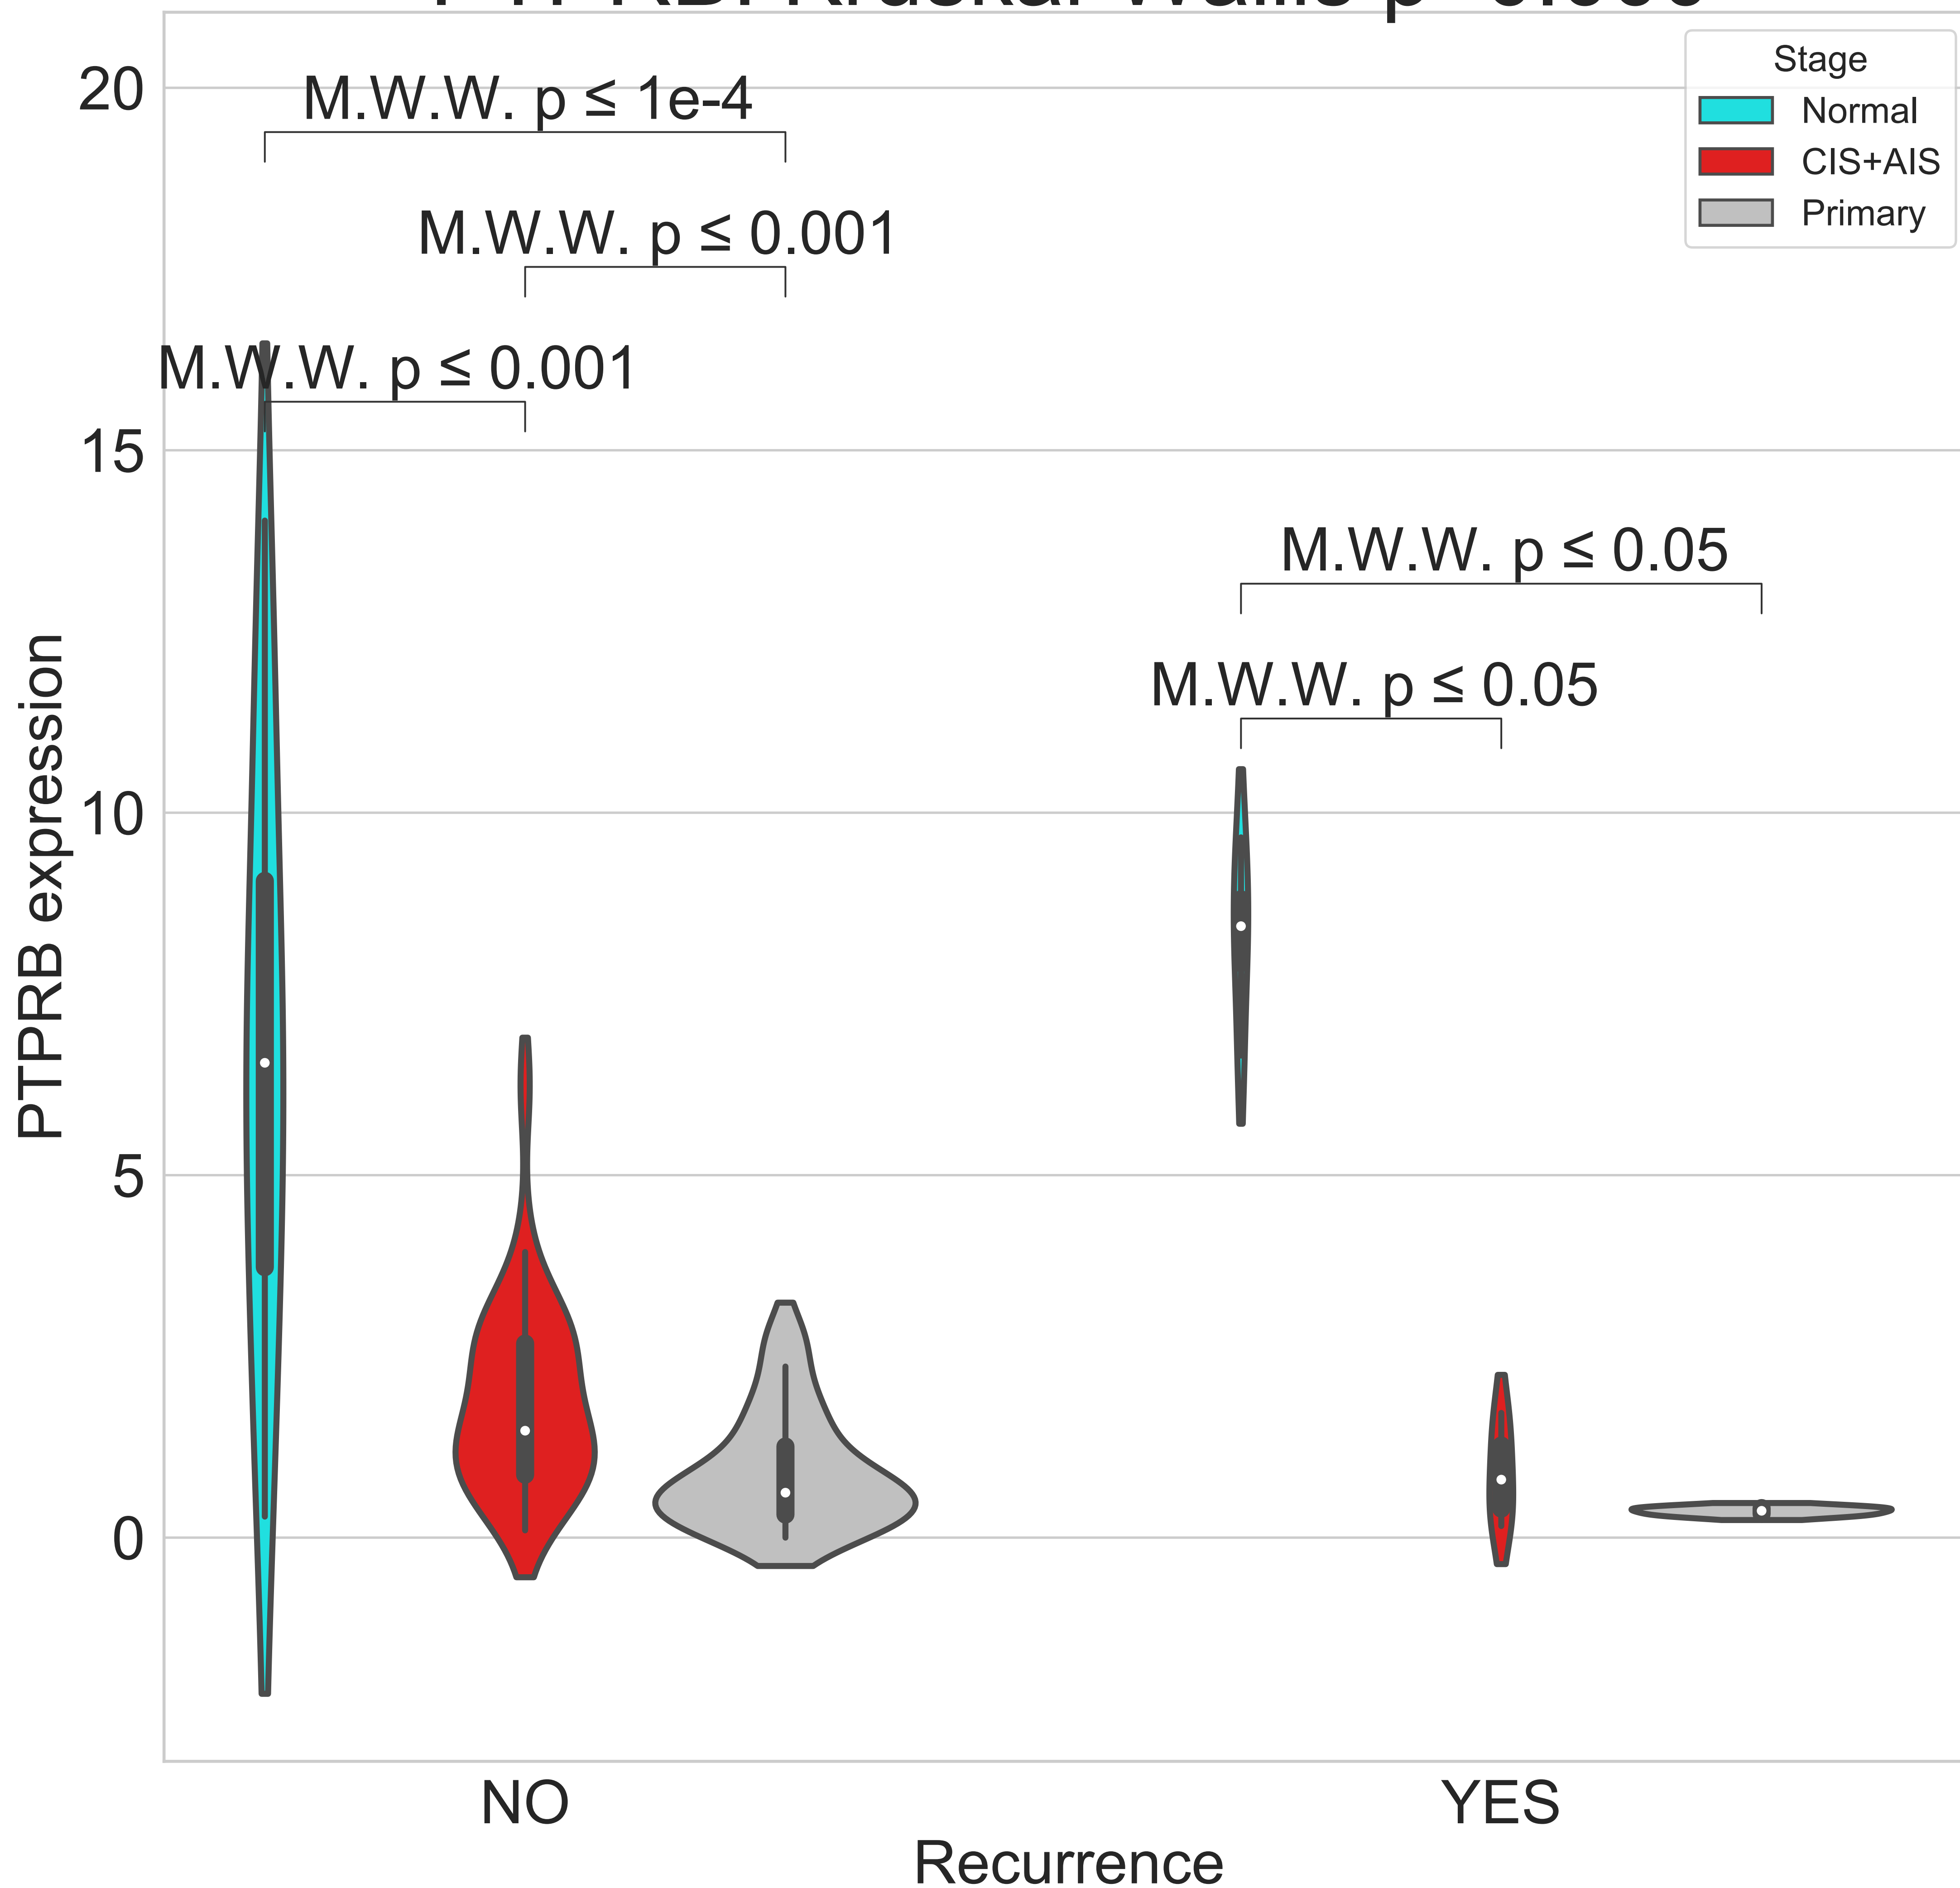 Stage
Normal
CIS+AIS
Primary
20
15
10
5
0
PTPRB expression
M.W.W. p ≤ 1e-4
M.W.W. p ≤ 0.001
M.W.W. p ≤ 0.001
M.W.W. p ≤ 0.05
M.W.W. p ≤ 0.05
NO
YES
Recurrence